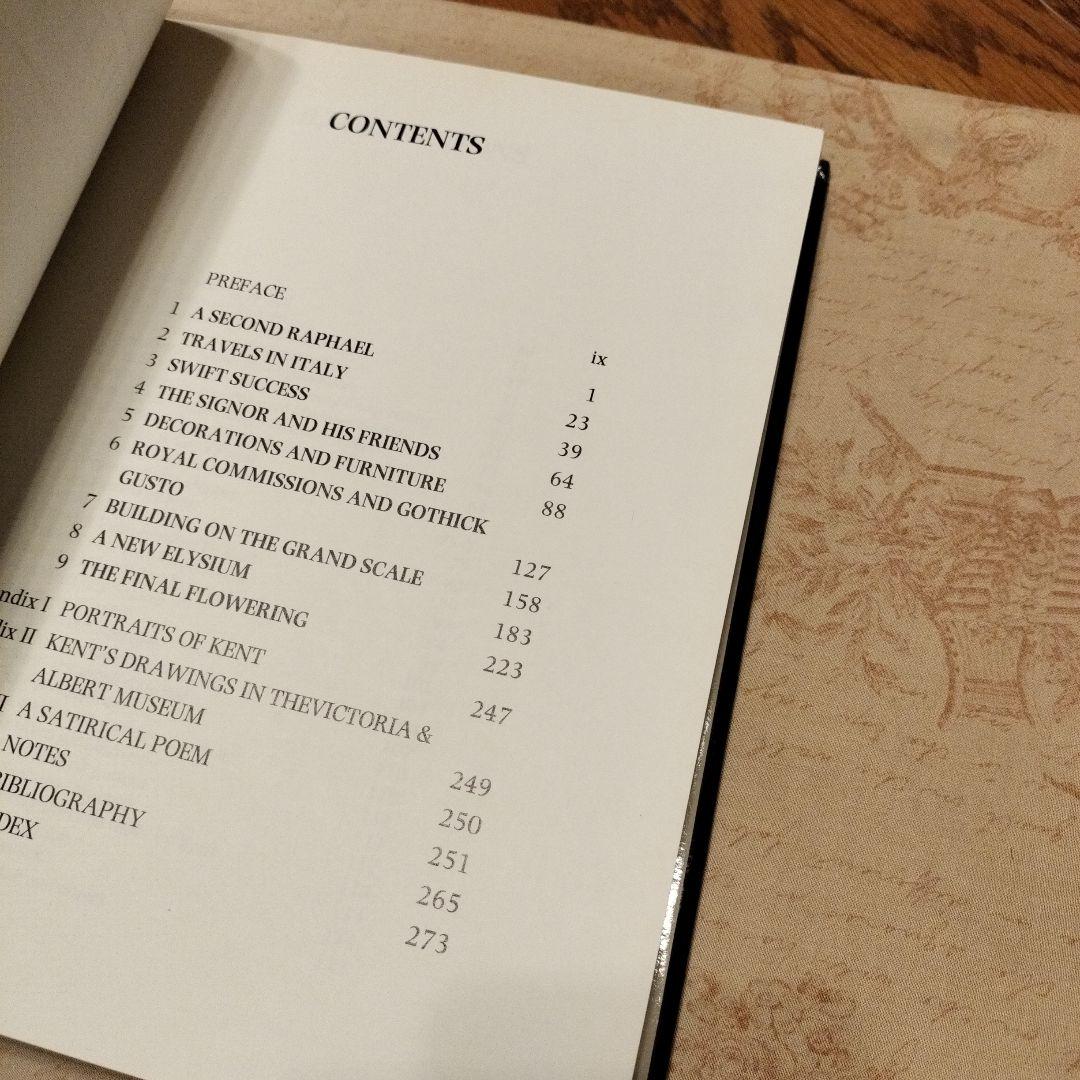 CONTENTS
PREFACE ix
1 A SECOND RAPHAEL 1
2 TRAVELS IN ITALY 23
3 SWIFT SUCCESS 39
4 THE SIGNOR AND HIS FRIENDS 64
5 DECORATIONS AND FURNITURE 88
6 ROYAL COMMISSIONS AND GOTHICK
GUSTO 127
7 BUILDING ON THE GRAND SCALE 158
8 A NEW ELYSIUM 183
9 THE FINAL FLOWERING 223
ndix I PORTRAITS OF KENT 247
lix II KENT'S DRAWINGS IN THEVICTORIA &
ALBERT MUSEUM 249
I A SATIRICAL POEM 250
NOTES 251
IBLIOGRAPHY 265
DEX 273